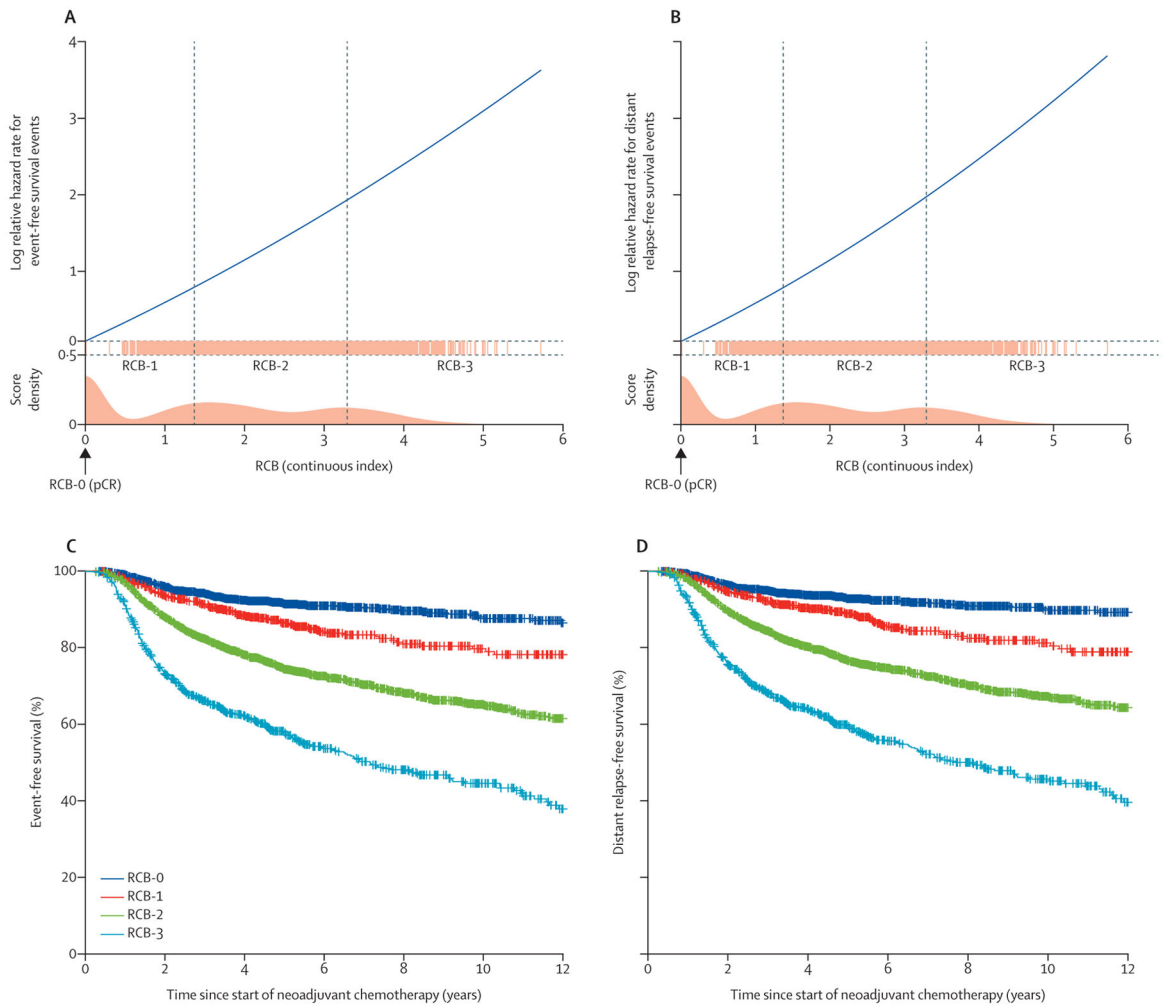 A
4
3
2
1
0
0·5
0
Log relative hazard rate for
event-free survival events
Score
density
RCB-1
RCB-2
RCB-3
0 1 2 3 4 5 6
RCB (continuous index)
RCB-0 (pCR)
B
Log relative hazard rate for distant
relapse-free survival events
Score
density
RCB-1
RCB-2
RCB-3
0 1 2 3 4 5 6
RCB (continuous index)
RCB-0 (pCR)
C
100
80
60
40
20
0
Event-free survival (%)
RCB-0
RCB-1
RCB-2
RCB-3
0 2 4 6 8 10 12
Time since start of neoadjuvant chemotherapy (years)
D
Distant relapse-free survival (%)
0 2 4 6 8 10 12
Time since start of neoadjuvant chemotherapy (years)